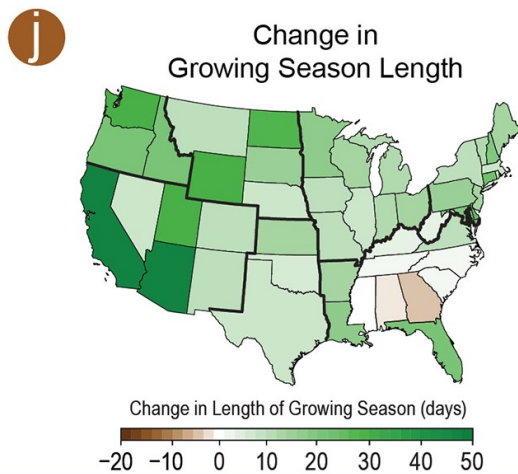 j
Change in
Growing Season Length
Change in Length of Growing Season (days)
−20 −10 0 10 20 30 40 50